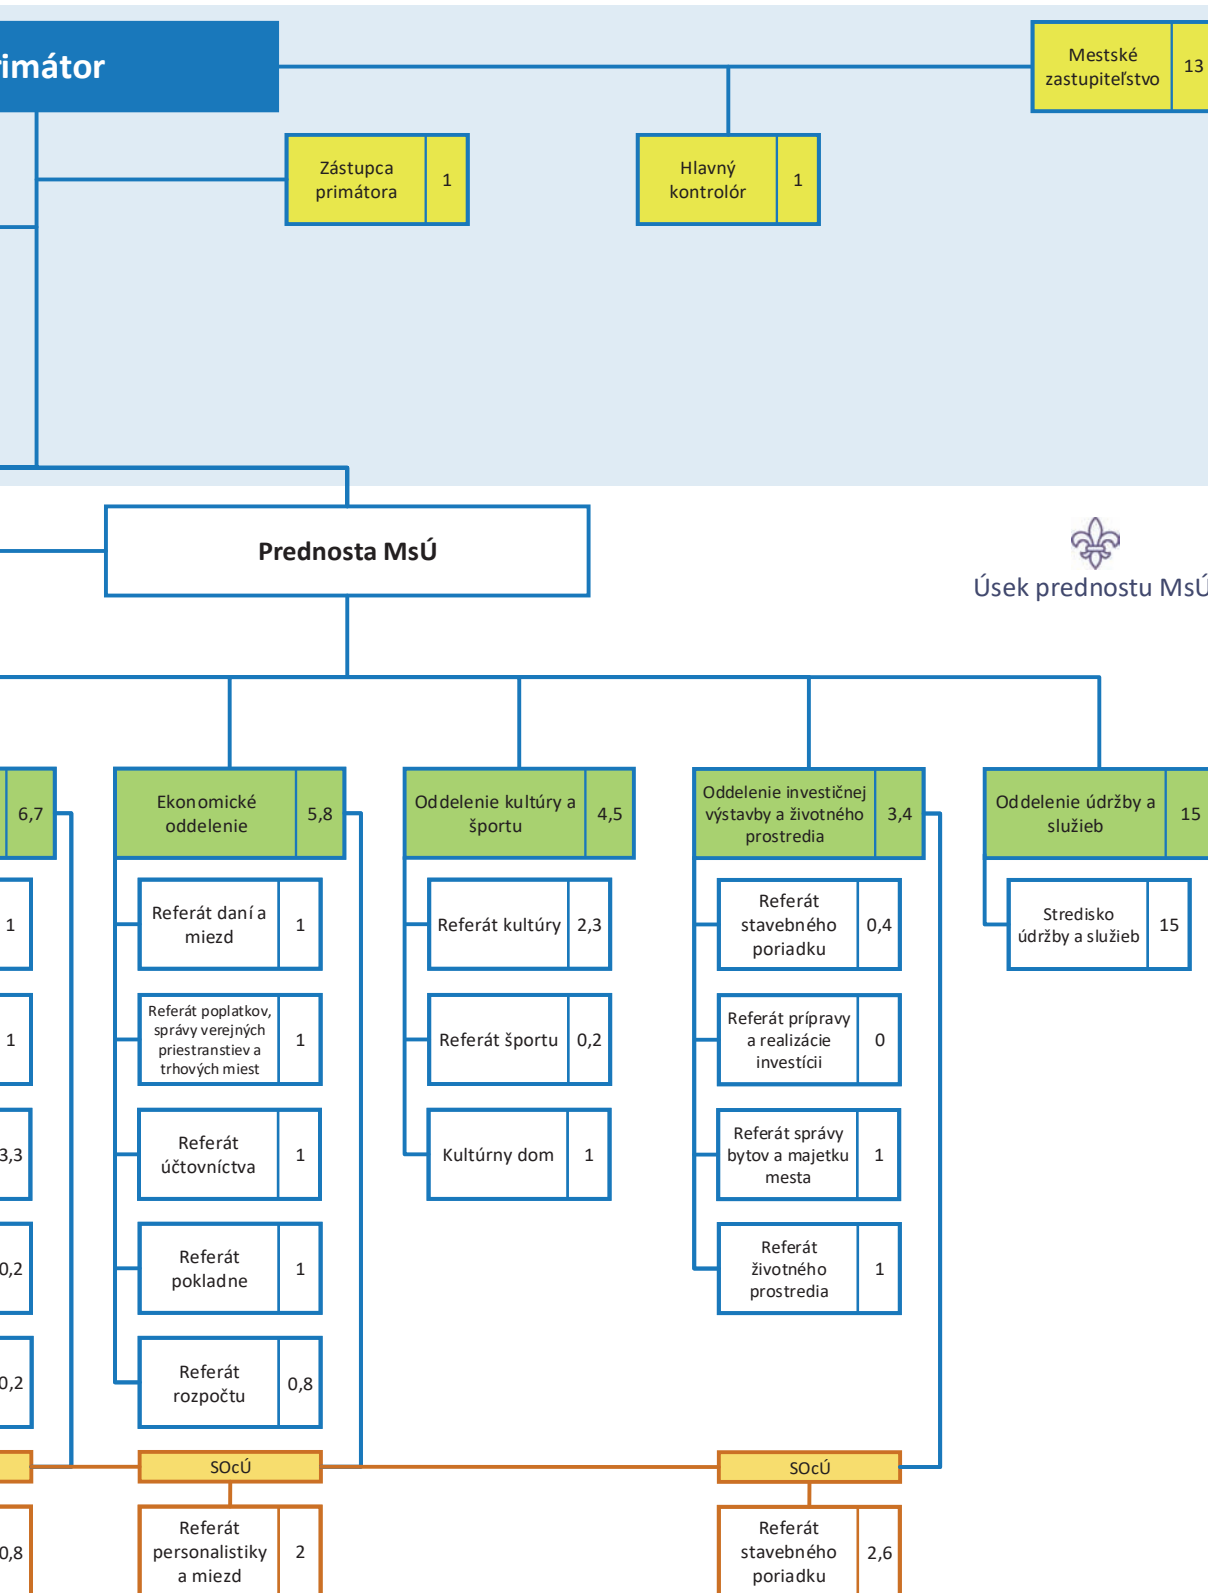 imátor
Mestské
zastupiteľstvo
13
Zástupca
primátora
1
Hlavný
kontrolór
1
Prednosta MsÚ
Úsek prednostu MsÚ
6,7
Ekonomické
oddelenie
5,8
Oddelenie kultúry a
športu
4,5
Oddelenie investičnej
výstavby a životného
prostredia
3,4
Oddelenie údržby a
služieb
15
1
Referát daní a
miezd
1
Referát kultúry
2,3
Referát
stavebného
poriadku
0,4
Stredisko
údržby a služieb
15
1
Referát poplatkov,
správy verejných
priestranstiev a
trhových miest
1
Referát športu
0,2
Referát prípravy
a realizácie
investícii
0
3,3
Referát
účtovníctva
1
Kultúrny dom
1
Referát správy
bytov a majetku
mesta
1
0,2
Referát
pokladne
1
Referát
životného
prostredia
1
0,2
Referát
rozpočtu
0,8
SOcÚ
SOcÚ
0,8
Referát
personalistiky
a miezd
2
Referát
stavebného
poriadku
2,6